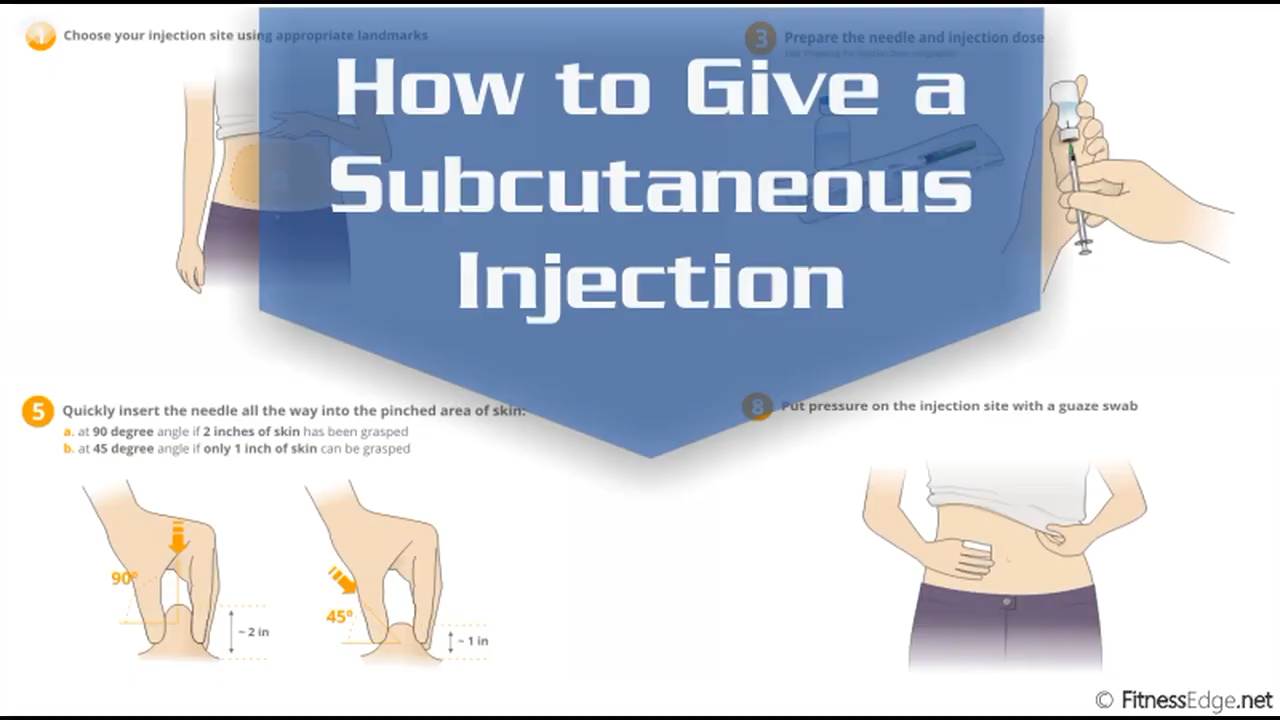 1 Choose your injection site using appropriate landmarks
3 Prepare the needle and injection dose
How to Give a
Subcutaneous
Injection
5 Quickly insert the needle all the way into the pinched area of skin:
a. at 90 degree angle if 2 inches of skin has been grasped
b. at 45 degree angle if only 1 inch of skin can be grasped
90°
~ 2 in
45°
~ 1 in
8 Put pressure on the injection site with a guaze swab
© FitnessEdge.net